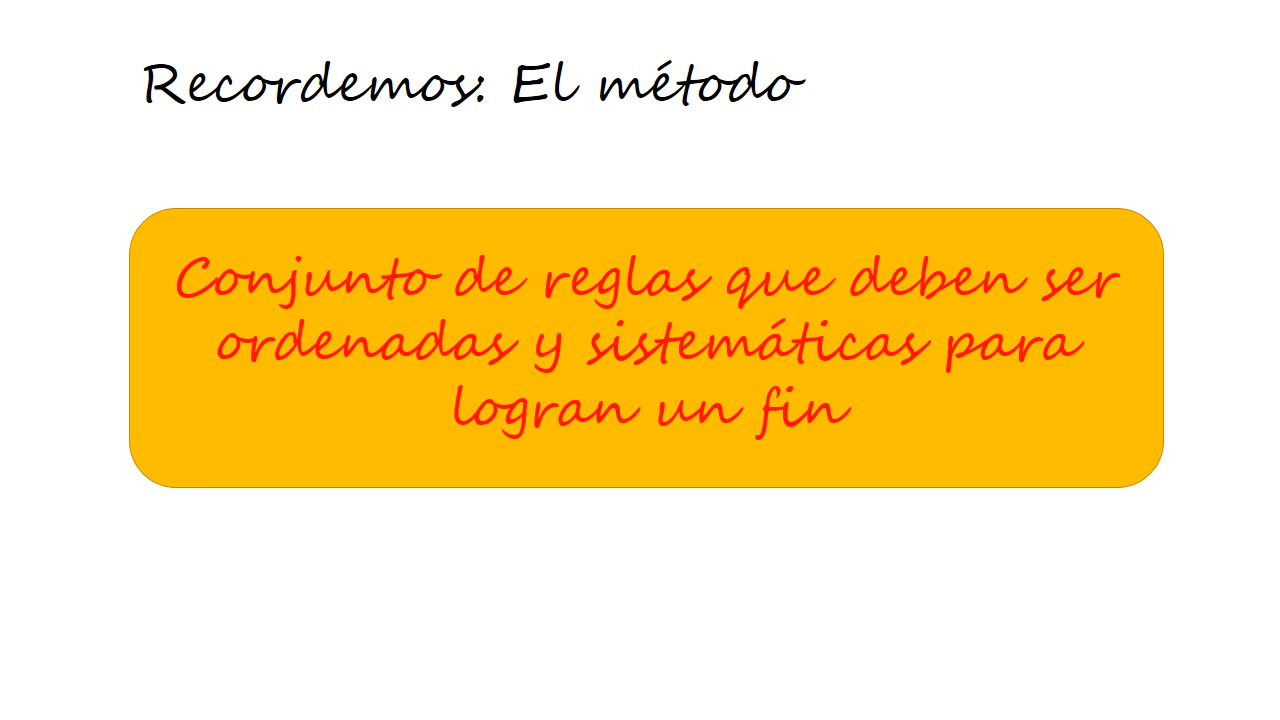 Recordemos: El método
Conjunto de reglas que deben ser
ordenadas y sistemáticas para
logran un fin